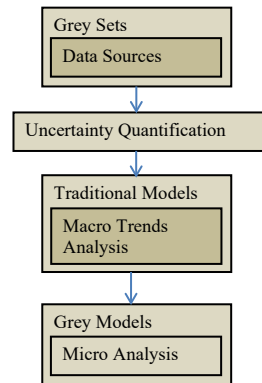 Grey Sets
Data Sources
Uncertainty Quantification
Traditional Models
Macro Trends
Analysis
Grey Models
Micro Analysis